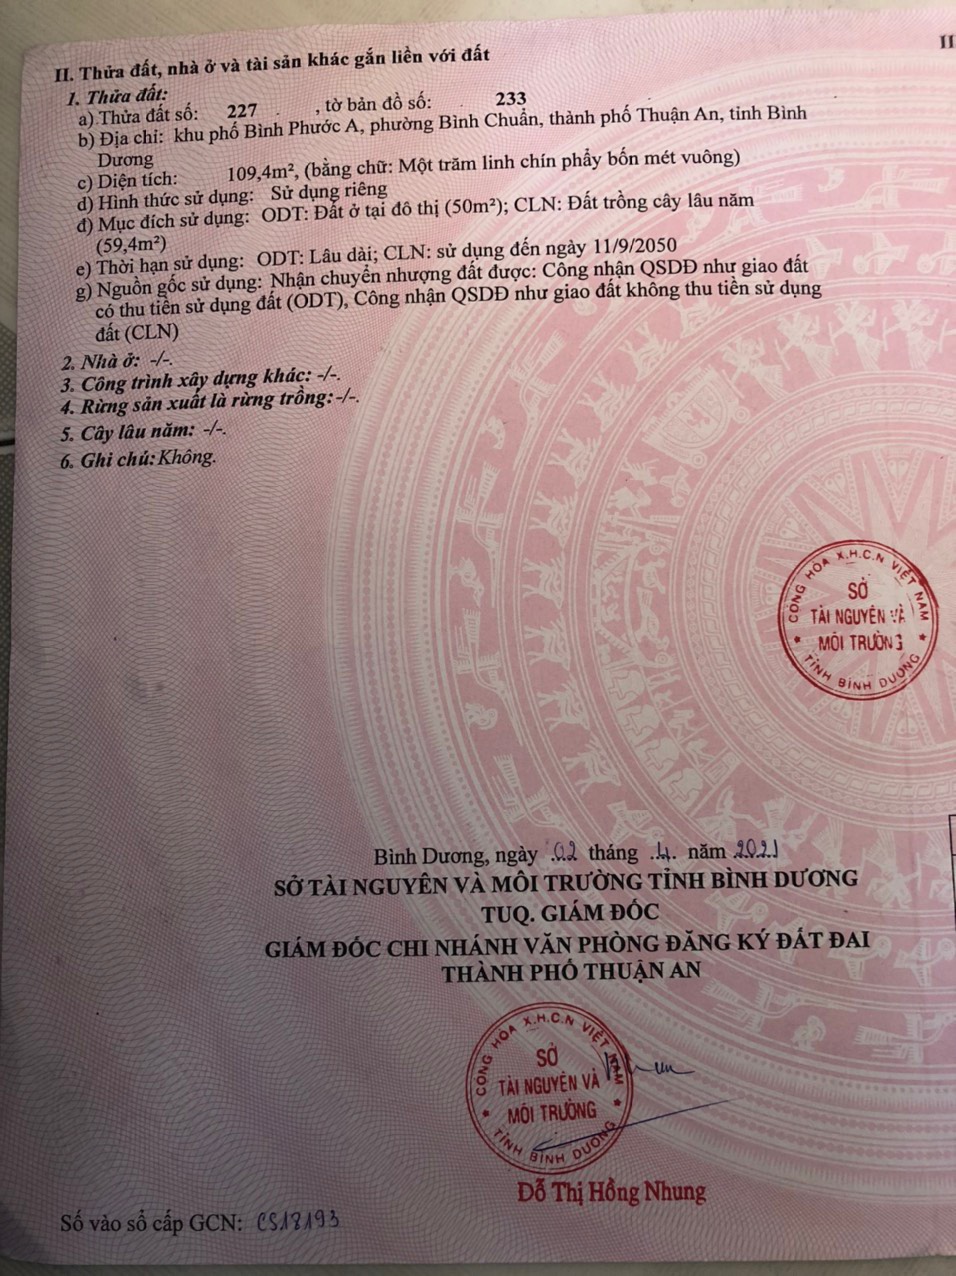 II. Thửa đất, nhà ở và tài sản khác gắn liền với đất
II
1. Thửa đất:
a) Thửa đất số: 227 , tờ bản đồ số: 233
b) Địa chỉ: khu phố Bình Phước A, phường Bình Chuẩn, thành phố Thuận An, tỉnh Bình
Dương
c) Diện tích: 109,4m², (bằng chữ: Một trăm linh chín phẩy bốn mét vuông)
d) Hình thức sử dụng: Sử dụng riêng
đ) Mục đích sử dụng: ODT: Đất ở tại đô thị (50m²); CLN: Đất trồng cây lâu năm
(59,4m²)
e) Thời hạn sử dụng: ODT: Lâu dài; CLN: sử dụng đến ngày 11/9/2050
g) Nguồn gốc sử dụng: Nhận chuyển nhượng đất được: Công nhận QSDĐ như giao đất
có thu tiền sử dụng đất (ODT), Công nhận QSDĐ như giao đất không thu tiền sử dụng
đất (CLN)
2. Nhà ở: -/-.
3. Công trình xây dựng khác: -/-.
4. Rừng sản xuất là rừng trồng: -/-.
5. Cây lâu năm: -/-.
6. Ghi chú: Không.
CỘNG HÒA X.H.C.N VIỆT NAM
SỞ
TÀI NGUYÊN VÀ
MÔI TRƯỜNG
TỈNH BÌNH DƯƠNG
Bình Dương, ngày 02 tháng 4 năm 2021
SỞ TÀI NGUYÊN VÀ MÔI TRƯỜNG TỈNH BÌNH DƯƠNG
TUQ. GIÁM ĐỐC
GIÁM ĐỐC CHI NHÁNH VĂN PHÒNG ĐĂNG KÝ ĐẤT ĐAI
THÀNH PHỐ THUẬN AN
CỘNG HÒA X.H.C.N VIỆT NAM
SỞ
TÀI NGUYÊN VÀ
MÔI TRƯỜNG
TỈNH BÌNH DƯƠNG
Đỗ Thị Hồng Nhung
Số vào sổ cấp GCN: CS18193